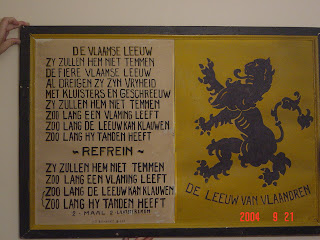 DE VLAAMSE LEEUW
ZY ZULLEN HEM NIET TEMMEN
DE FIERE VLAAMSE LEEUW
AL DREIGEN ZY ZYN VRYHEID
MET KLUISTERS EN GESCHREEUW
ZY ZULLEN HEM NIET TEMMEN
ZOO LANG EEN VLAMING LEEFT
ZOO LANG DE LEEUW KAN KLAUWEN
ZOO LANG HY TANDEN HEEFT
~ REFREIN ~
ZY ZULLEN HEM NIET TEMMEN
ZOO LANG EEN VLAMING LEEFT
ZOO LANG DE LEEUW KAN KLAUWEN
ZOO LANG HY TANDEN HEEFT
2 - MAAL 2
DE LEEUW VAN VLAANDREN
2004 9 21